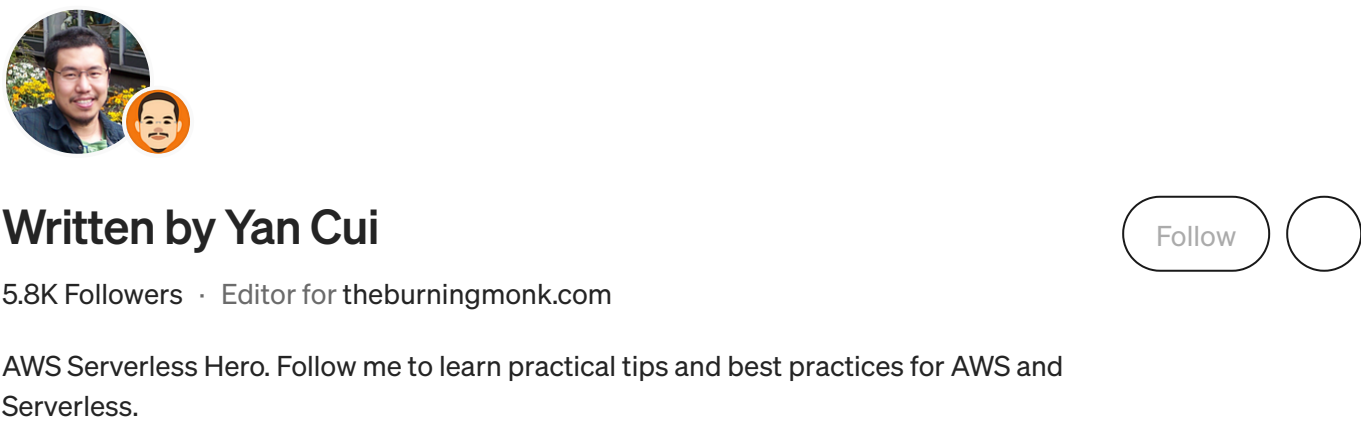 Written by Yan Cui
Follow
5.8K Followers · Editor for theburningmonk.com
AWS Serverless Hero. Follow me to learn practical tips and best practices for AWS and
Serverless.